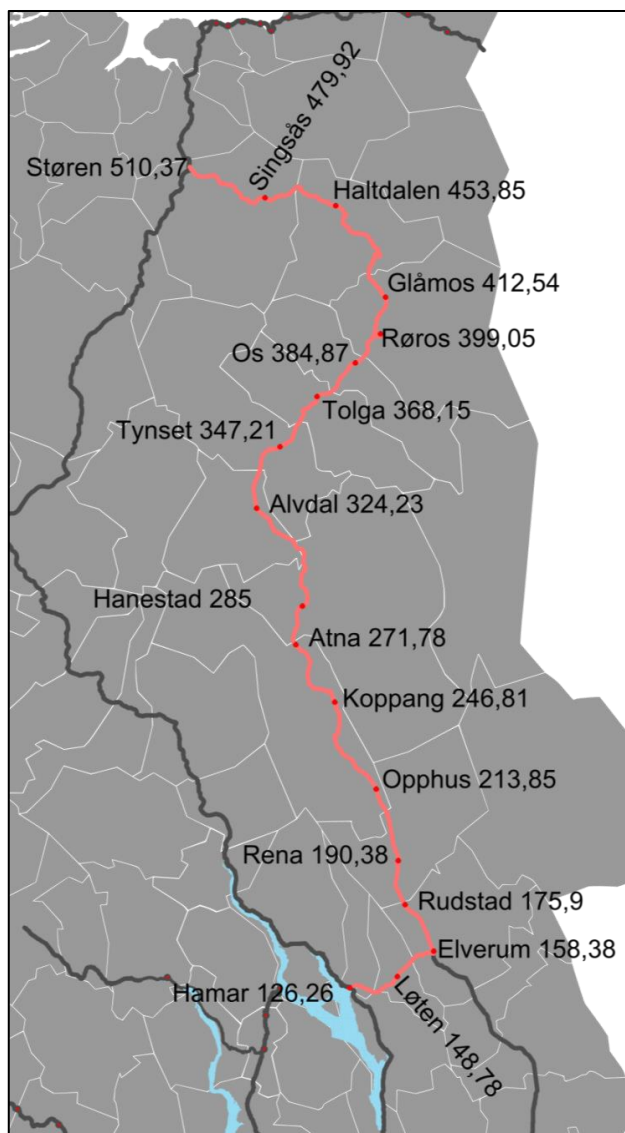 Singsås 479,92
Støren 510,37
Haltdalen 453,85
Glåmos 412,54
Røros 399,05
Os 384,87
Tolga 368,15
Tynset 347,21
Alvdal 324,23
Hanestad 285
Atna 271,78
Koppang 246,81
Opphus 213,85
Rena 190,38
Rudstad 175,9
Elverum 158,38
Hamar 126,26
Løten 148,78